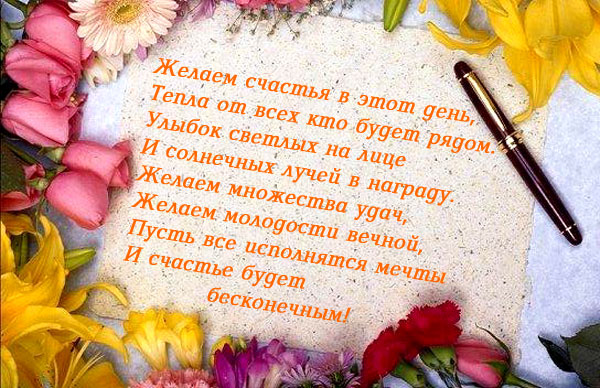 Желаем счастья в этот день,
Тепла от всех кто будет рядом.
Улыбок светлых на лице
И солнечных лучей в награду.
Желаем множества удач,
Желаем молодости вечной,
Пусть все исполнятся мечты
И счастье будет
бесконечным!